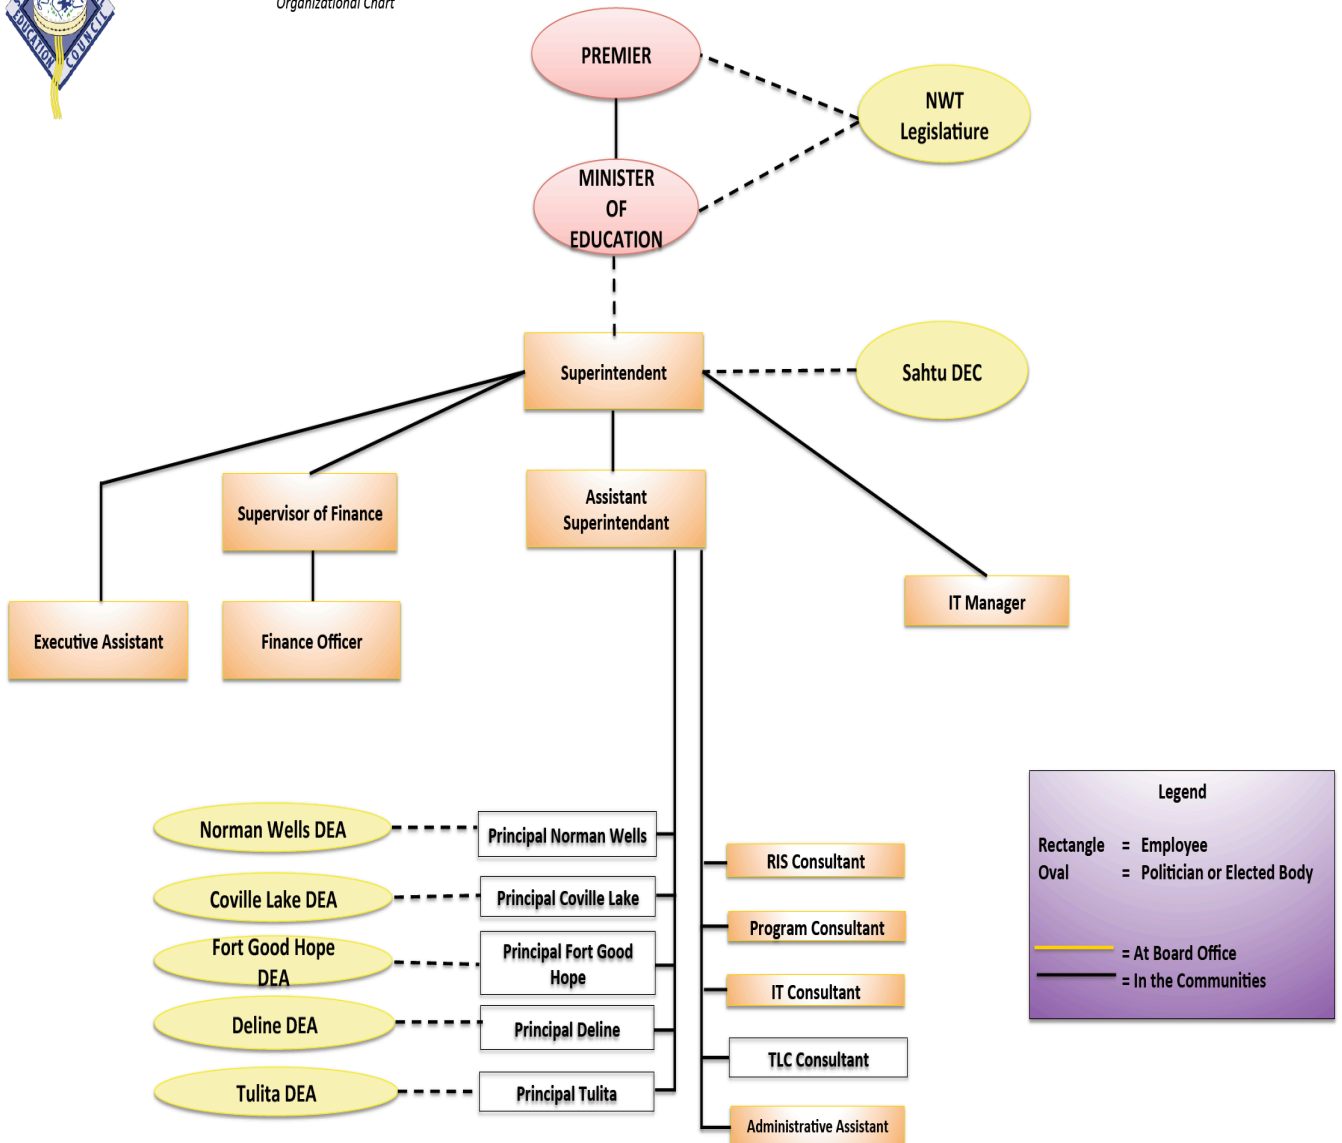 Organizational Chart
EDUCATION COUNCIL
PREMIER
NWT
Legislatiure
MINISTER
OF
EDUCATION
Superintendent
Sahtu DEC
Supervisor of Finance
Assistant
Superintendant
IT Manager
Executive Assistant
Finance Officer
Norman Wells DEA
Principal Norman Wells
Coville Lake DEA
Principal Coville Lake
Fort Good Hope
DEA
Principal Fort Good
Hope
Deline DEA
Principal Deline
Tulita DEA
Principal Tulita
RIS Consultant
Program Consultant
IT Consultant
TLC Consultant
Administrative Assistant
Legend
Rectangle = Employee
Oval = Politician or Elected Body
= At Board Office
= In the Communities